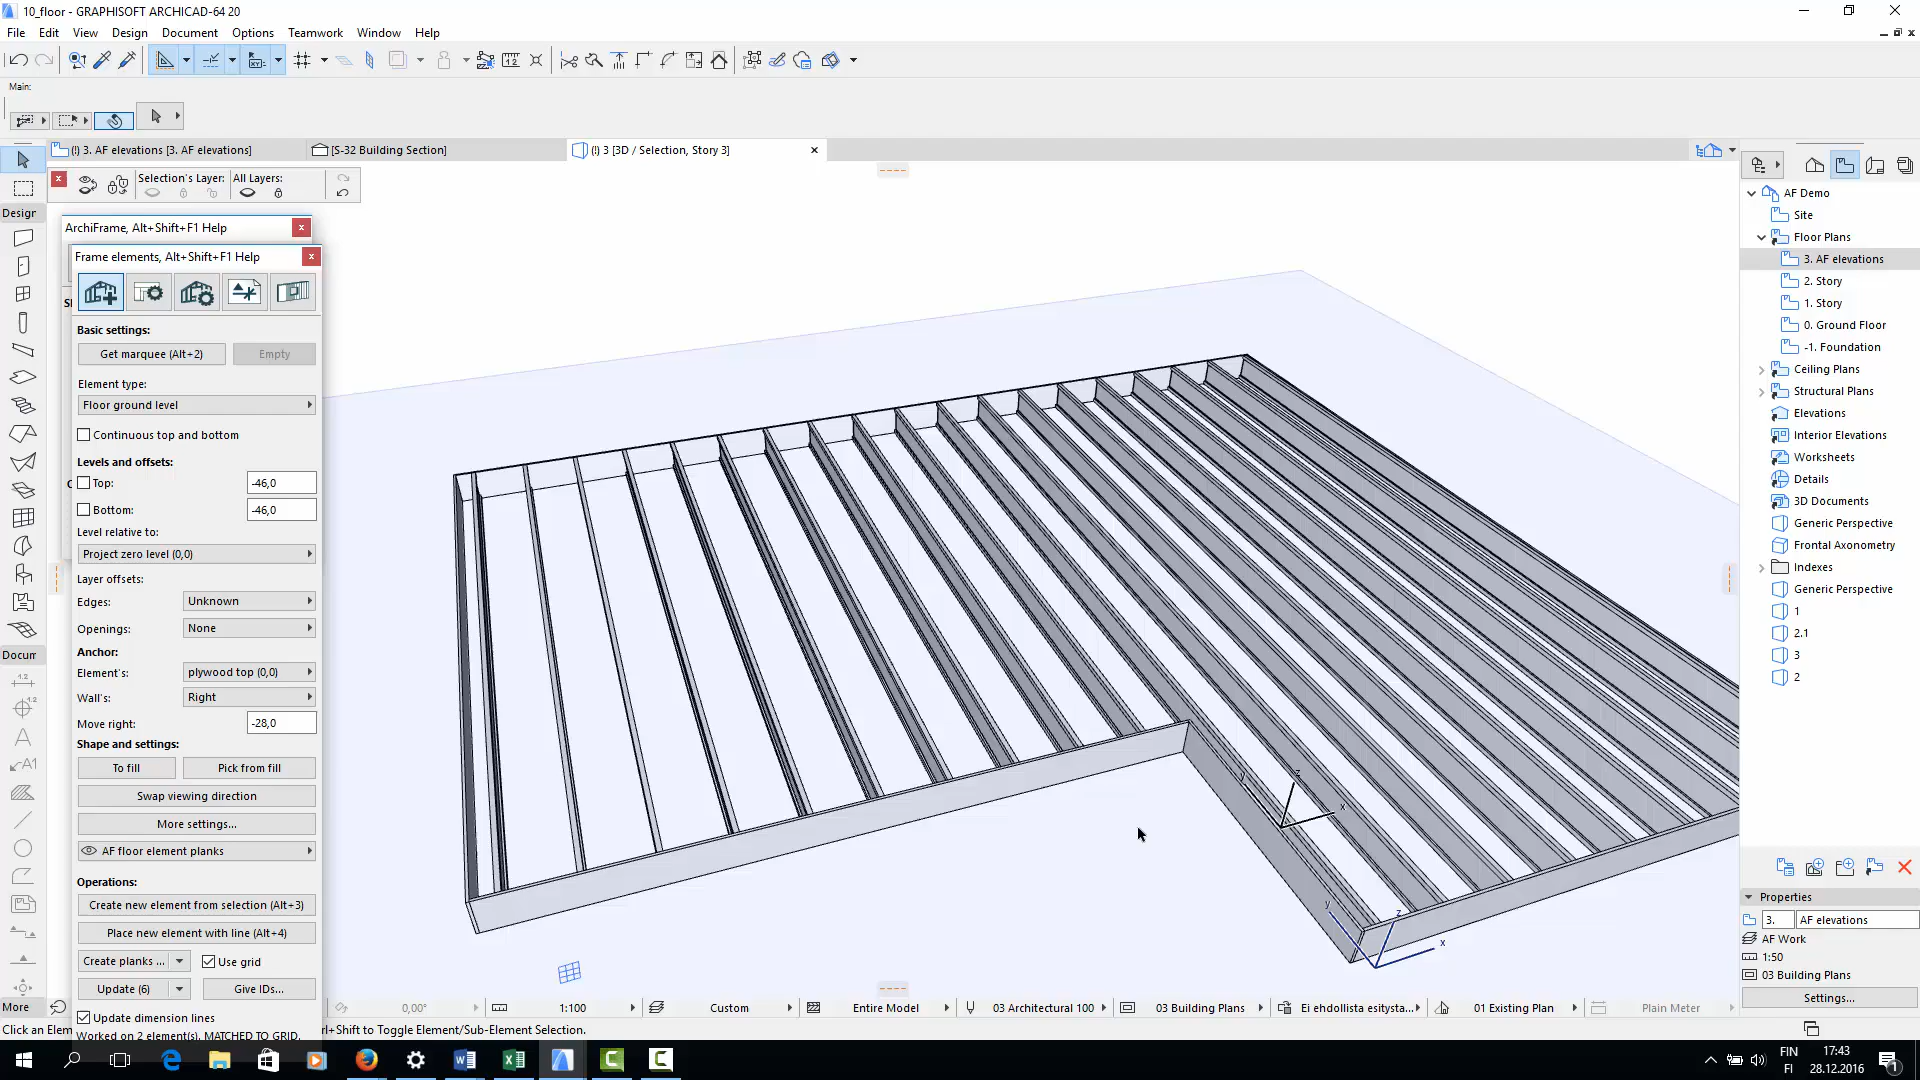 10_floor - GRAPHISOFT ARCHICAD-64 20
File Edit View Design Document Options Teamwork Window Help
Main:
(!) 3. AF elevations [3. AF elevations]
[S-32 Building Section]
(!) 3 [3D / Selection, Story 3]
Selection's Layer:
All Layers:
Design
ArchiFrame, Alt+Shift+F1 Help
Frame elements, Alt+Shift+F1 Help
Basic settings:
Get marquee (Alt+2)
Empty
Element type:
Floor ground level
Continuous top and bottom
Levels and offsets:
Top:
-46,0
Bottom:
-46,0
Level relative to:
Project zero level (0,0)
Layer offsets:
Edges:
Unknown
Openings:
None
Anchor:
Element's:
plywood top (0,0)
Wall's:
Right
Move right:
-28,0
Shape and settings:
To fill
Pick from fill
Swap viewing direction
More settings...
AF floor element planks
Operations:
Create new element from selection (Alt+3)
Place new element with line (Alt+4)
Create planks ...
Use grid
Update (6)
Give IDs...
Update dimension lines
Worked on 2 element(s). MATCHED TO GRID.
Docum
More
y z x
y z x
AF Demo
Site
Floor Plans
3. AF elevations
2. Story
1. Story
0. Ground Floor
-1. Foundation
Ceiling Plans
Structural Plans
Elevations
Interior Elevations
Worksheets
Details
3D Documents
Generic Perspective
Frontal Axonometry
Indexes
Generic Perspective
1
2.1
3
2
Properties
3.
AF elevations
AF Work
1:50
03 Building Plans
Settings...
0,00°
1:100
Custom
Entire Model
03 Architectural 100
03 Building Plans
Ei ehdollista esitysta...
01 Existing Plan
Plain Meter
Click an Elem
rl+Shift to Toggle Element/Sub-Element Selection.
FIN
FI
17:43
28.12.2016
1